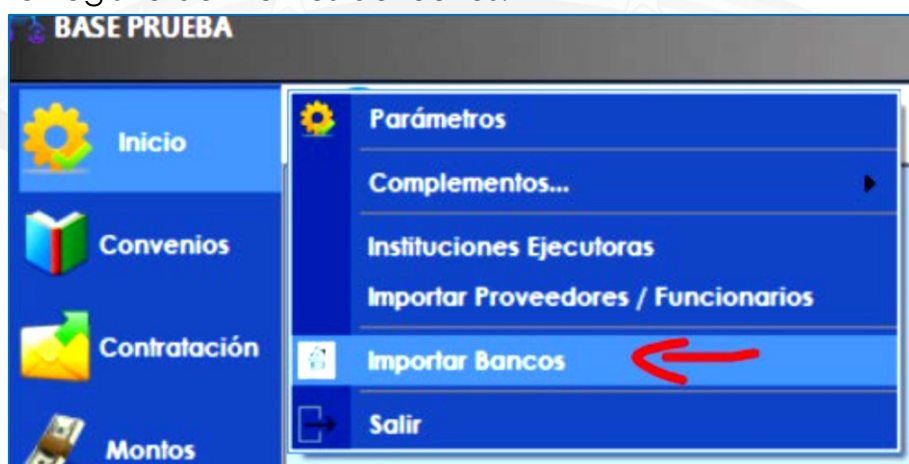 BASE PRUEBA
Inicio
Convenios
Contratación
Montos
Parámetros
Complementos...
Instituciones Ejecutoras
Importar Proveedores / Funcionarios
Importar Bancos
Salir